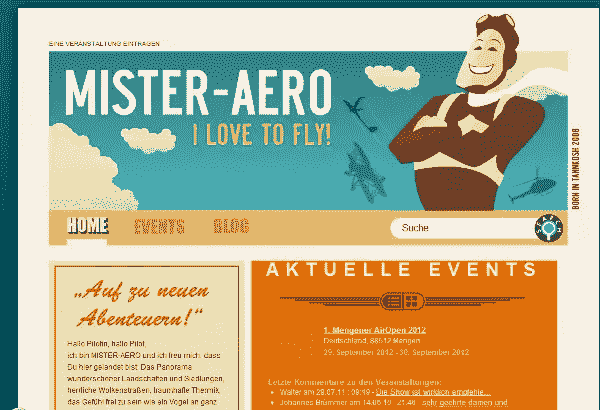 EINE VERANSTALTUNG EINTRAGEN
MISTER-AERO
I LOVE TO FLY!
BORN IN TANNKOSH 2008
HOME EVENTS BLOG Suche
„Auf zu neuen
Abenteuern!“
Hallo Pilotin, hallo Pilot,
ich bin MISTER-AERO und ich freu mich, dass
Du hier gelandet bist. Das Panorama
wunderschöner Landschaften und Siedlungen,
herrliche Wolkenstraßen, traumhafte Thermik,
das Gefühl frei zu sein wie ein Vogel an ganz
AKTUELLE EVENTS
1. Mengener AirOpen 2012
Deutschland, 88512 Mengen
29. September 2012 - 30. September 2012
Letzte Kommentare zu den Veranstaltungen:
Walter am 29.07.11 | 09:49 - Die Show ist wirklich empfehle...
Johannes Brümmer am 14.06.10 - 21:46 - sehr geehrte damen und